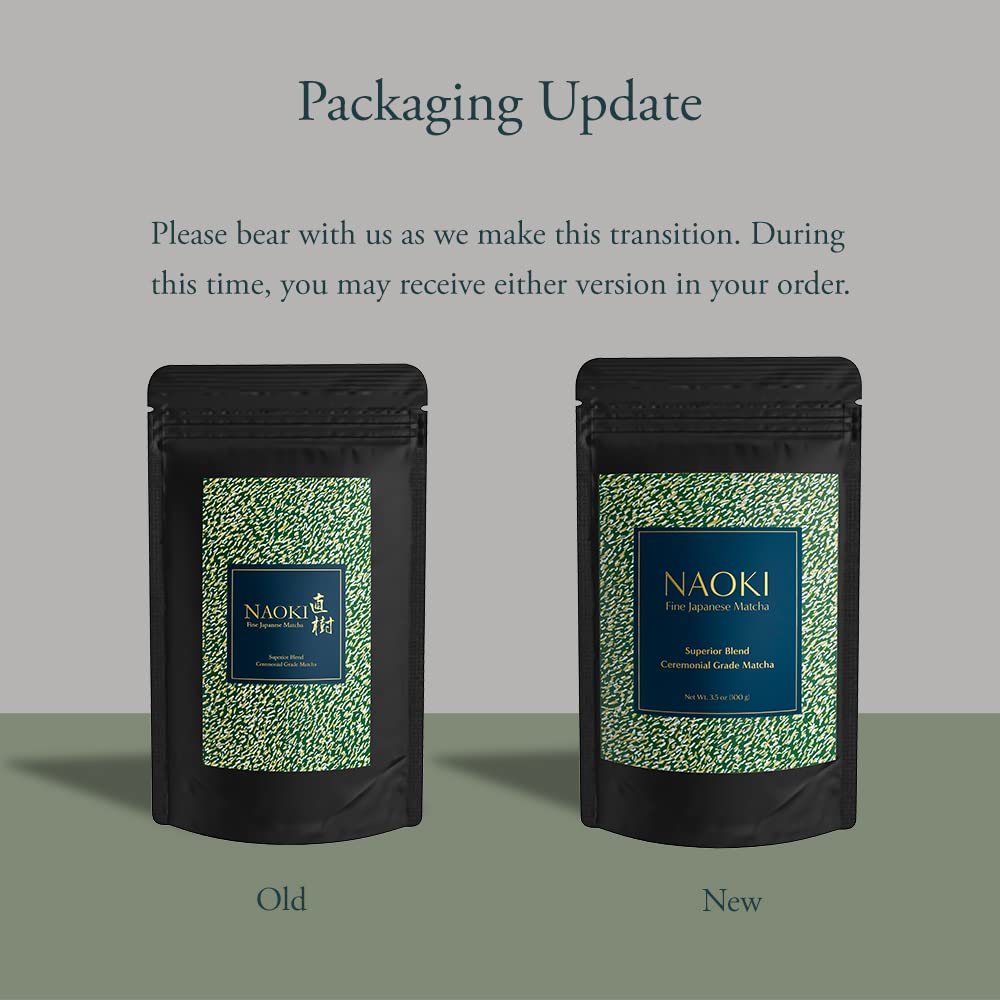 Packaging Update
Please bear with us as we make this transition. During
this time, you may receive either version in your order.
NAOKI直樹
Fine Japanese Matcha
Superior Blend
Ceremonial Grade Matcha
NAOKI
Fine Japanese Matcha
Superior Blend
Ceremonial Grade Matcha
Net Wt. 3.5 oz (100 g)
Old
New